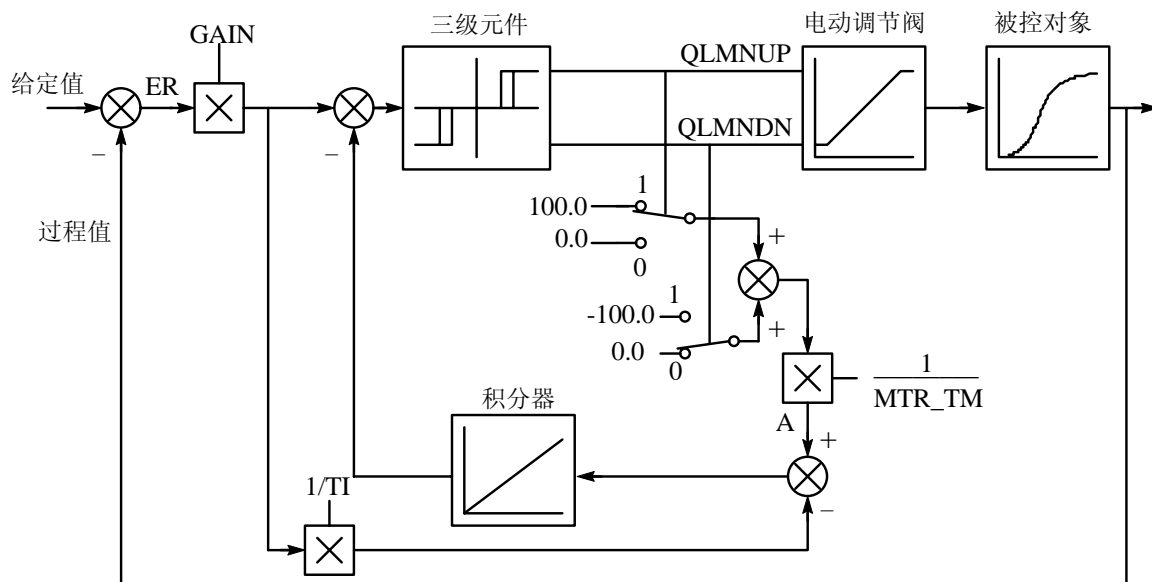 三级元件
电动调节阀
被控对象
GAIN
QLMNUP
给定值
ER
QLMNDN
−
−
过程值
1
100.0
0.0
0
+
1
-100.0
0.0
0
+
1
MTR_TM
积分器
A
+
1/TI
−